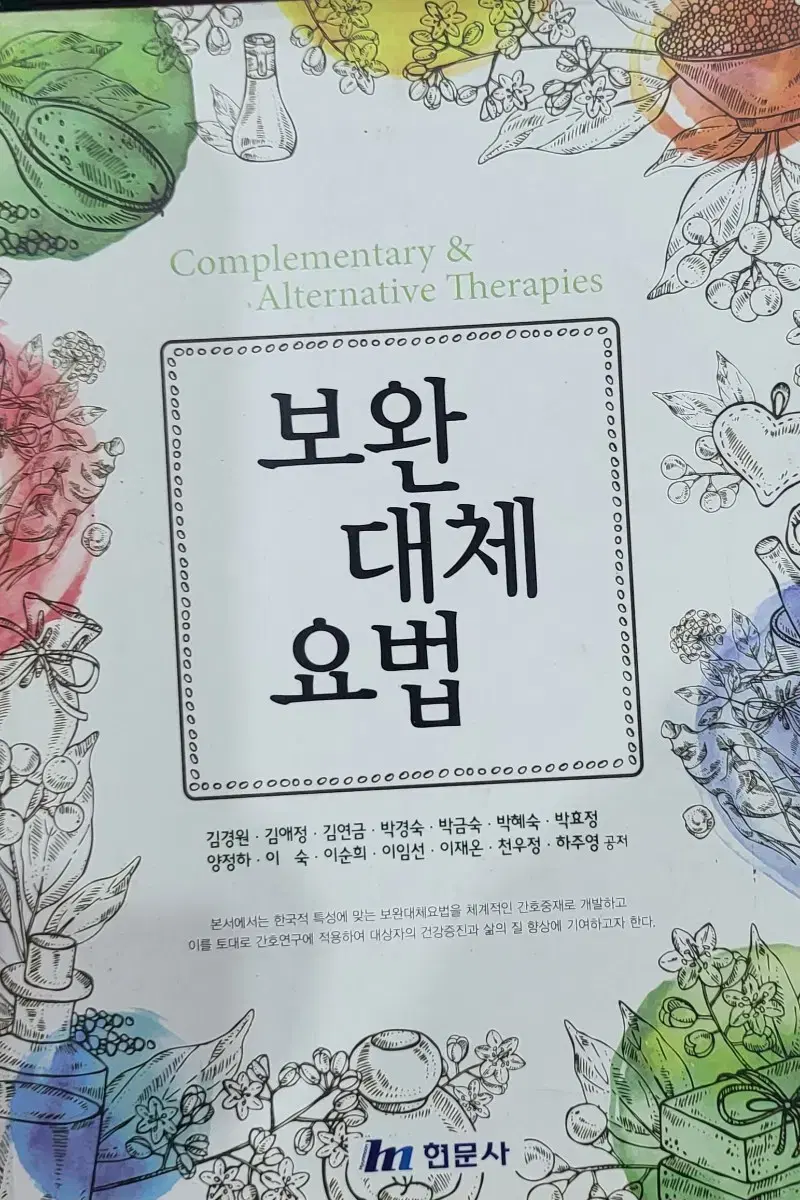 Complementary &
Alternative Therapies
보완
대체
요법
김경원 · 김애정 · 김연금 · 박경숙 · 박금숙 · 박혜숙 · 박효정
양정하 · 이 숙 · 이순희 · 이임선 · 이재온 · 천우정 · 하주영 공저
본서에서는 한국적 특성에 맞는 보완대체요법을 체계적인 간호중재로 개발하고
이를 토대로 간호연구에 적용하여 대상자의 건강증진과 삶의 질 향상에 기여하고자 한다.
hm 현문사